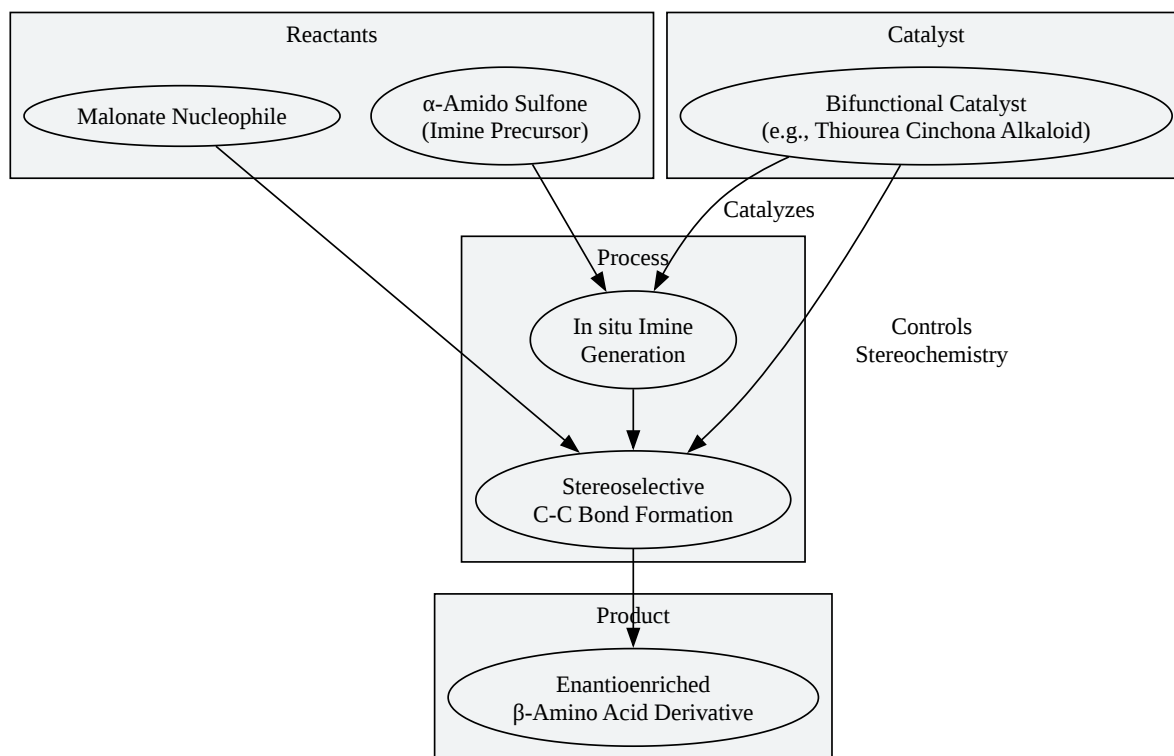 Reactants
Catalyst
Malonate Nucleophile
α-Amido Sulfone
(Imine Precursor)
Bifunctional Catalyst
(e.g., Thiourea Cinchona Alkaloid)
Catalyzes
Process
In situ Imine
Generation
Controls
Stereochemistry
Stereoselective
C-C Bond Formation
Product
Enantioenriched
β-Amino Acid Derivative